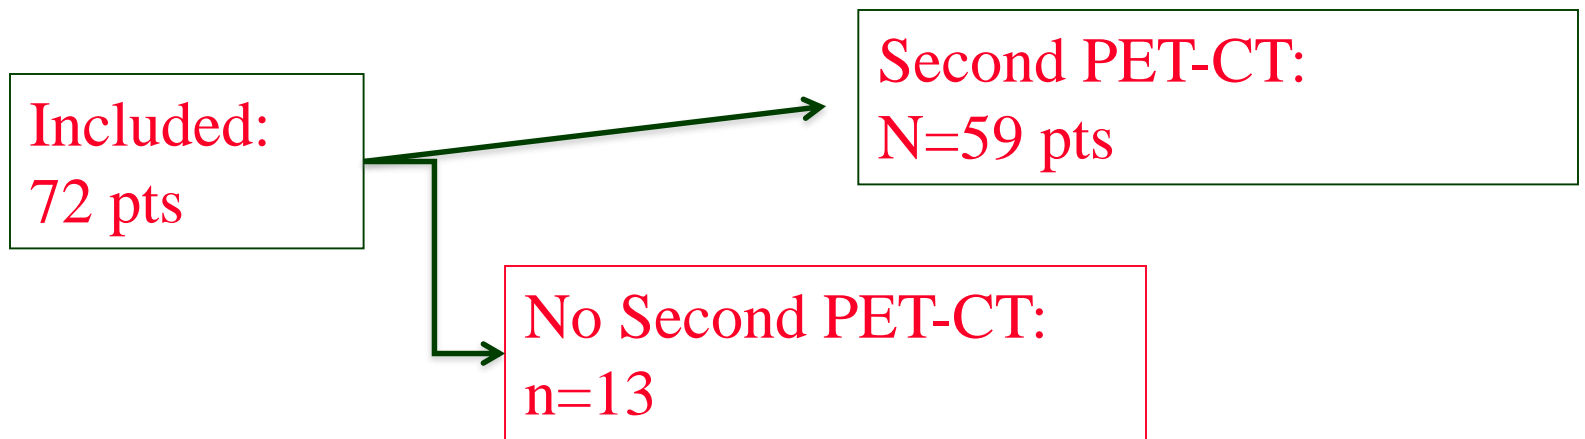 Included:
72 pts
Second PET-CT:
N=59 pts
No Second PET-CT:
n=13